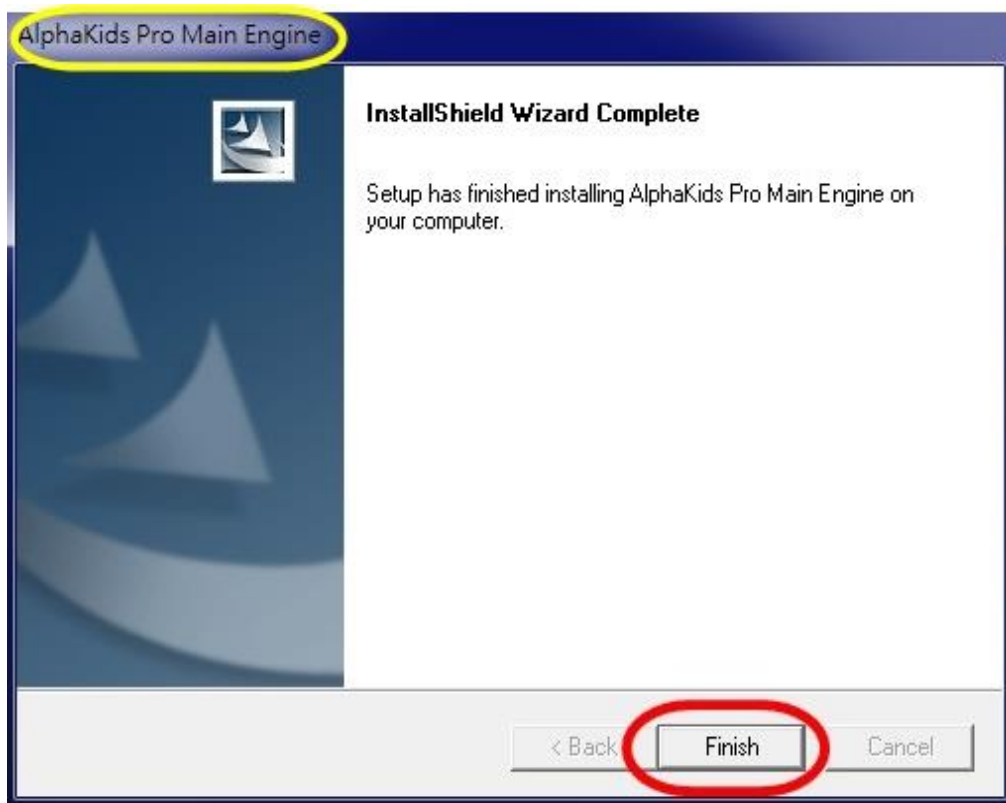 AlphaKids Pro Main Engine
InstallShield Wizard Complete
Setup has finished installing AlphaKids Pro Main Engine on
your computer.
< Back
Finish
Cancel